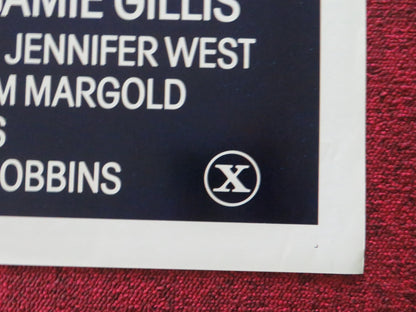 JAMIE GILLIS
JENNIFER WEST
M MARGOLD
S
OBBINS
X